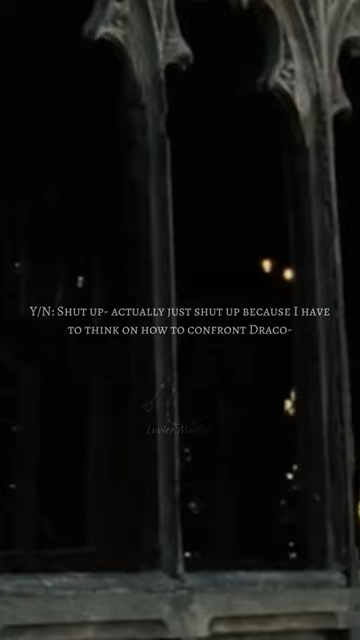 Y/N: Shut up- actually just shut up because I have
to think on how to confront Draco-